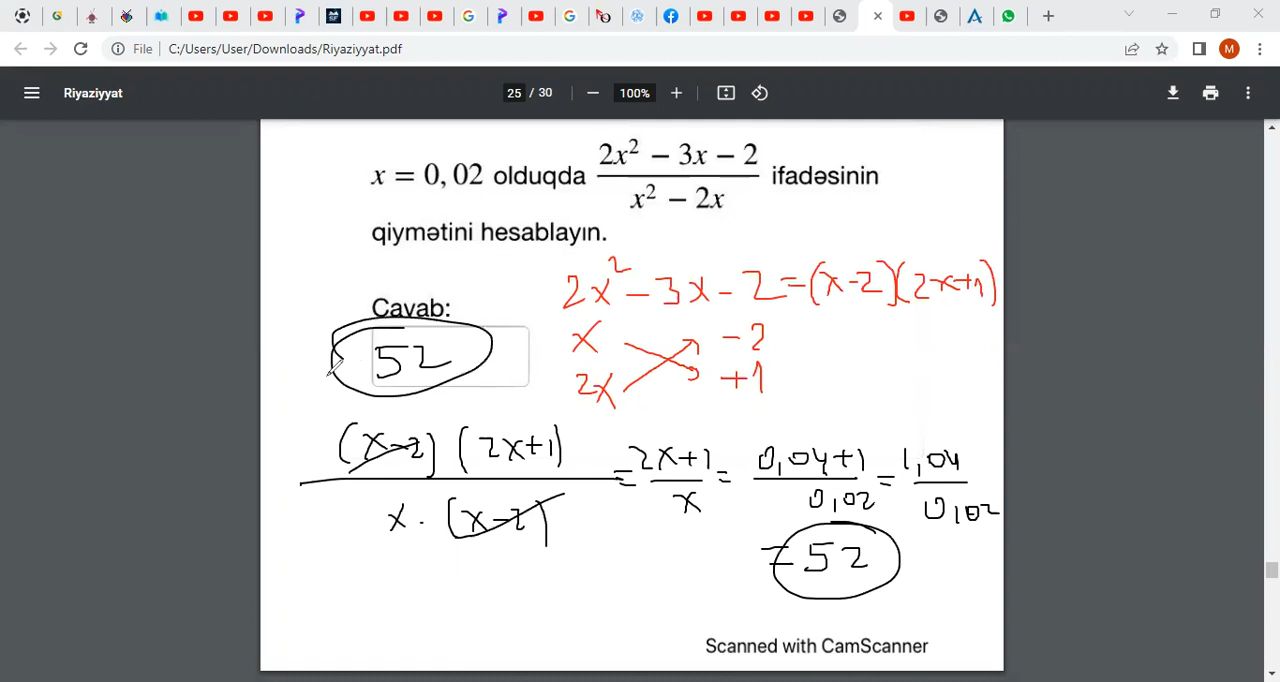 File | C:/Users/User/Downloads/Riyaziyyat.pdf
M
Riyaziyyat
25 / 30
100%
x = 0, 02 olduqda (2x² − 3x − 2)/(x² − 2x) ifadəsinin
qiymətini hesablayın.
2x² − 3x − 2 = (x−2)(2x+1)
Cavab:
x −2
52
2x +1
(x−2)(2x+1)/(x · (x−2)) = (2x+1)/x = (0,04+1)/0,02 = 1,04/0,02
= 52
Scanned with CamScanner